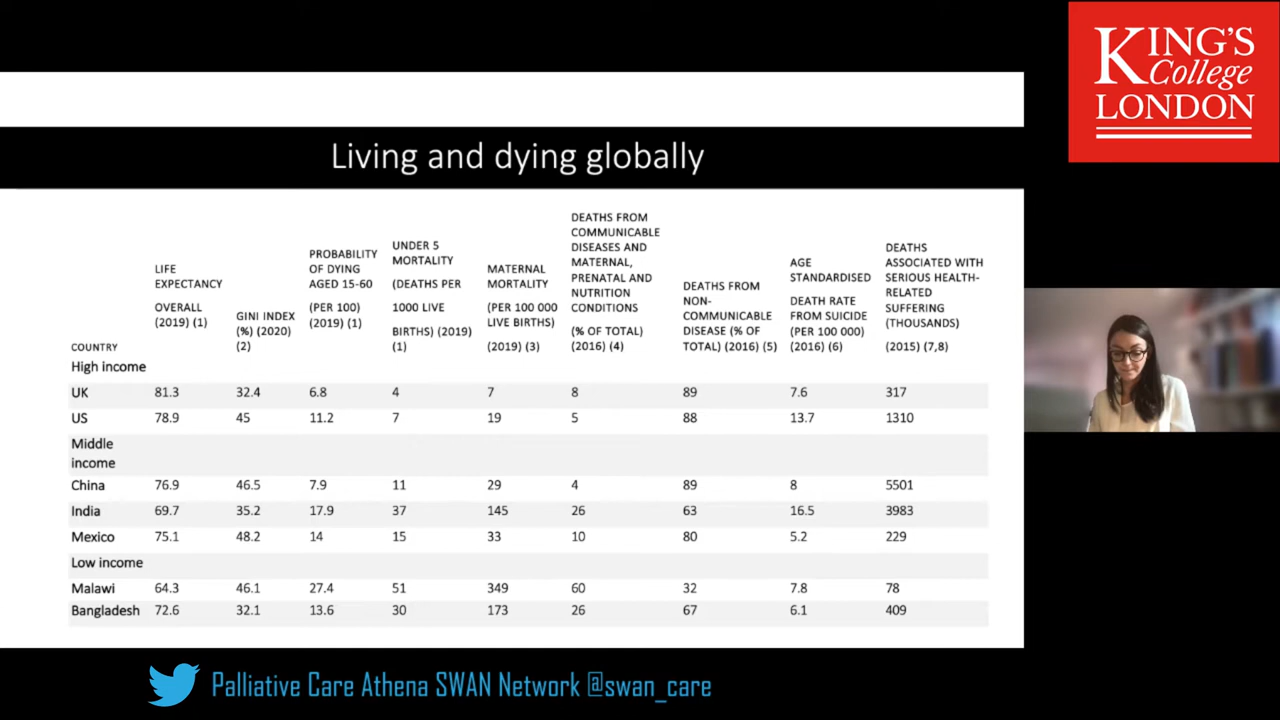 KING'S
College
LONDON
Living and dying globally
COUNTRY
LIFE
EXPECTANCY
OVERALL
(2019) (1)
GINI INDEX
(%) (2020)
(2)
PROBABILITY
OF DYING
AGED 15-60
(PER 100)
(2019) (1)
UNDER 5
MORTALITY
(DEATHS PER
1000 LIVE
BIRTHS) (2019)
(1)
MATERNAL
MORTALITY
(PER 100 000
LIVE BIRTHS)
(2019) (3)
DEATHS FROM
COMMUNICABLE
DISEASES AND
MATERNAL,
PRENATAL AND
NUTRITION
CONDITIONS
(% OF TOTAL)
(2016) (4)
DEATHS FROM
NON-
COMMUNICABLE
DISEASE (% OF
TOTAL) (2016) (5)
AGE
STANDARDISED
DEATH RATE
FROM SUICIDE
(PER 100 000)
(2016) (6)
DEATHS
ASSOCIATED WITH
SERIOUS HEALTH-
RELATED
SUFFERING
(THOUSANDS)
(2015) (7,8)
High income
UK 81.3 32.4 6.8 4 7 8 89 7.6 317
US 78.9 45 11.2 7 19 5 88 13.7 1310
Middle
income
China 76.9 46.5 7.9 11 29 4 89 8 5501
India 69.7 35.2 17.9 37 145 26 63 16.5 3983
Mexico 75.1 48.2 14 15 33 10 80 5.2 229
Low income
Malawi 64.3 46.1 27.4 51 349 60 32 7.8 78
Bangladesh 72.6 32.1 13.6 30 173 26 67 6.1 409
Palliative Care Athena SWAN Network @swan_care